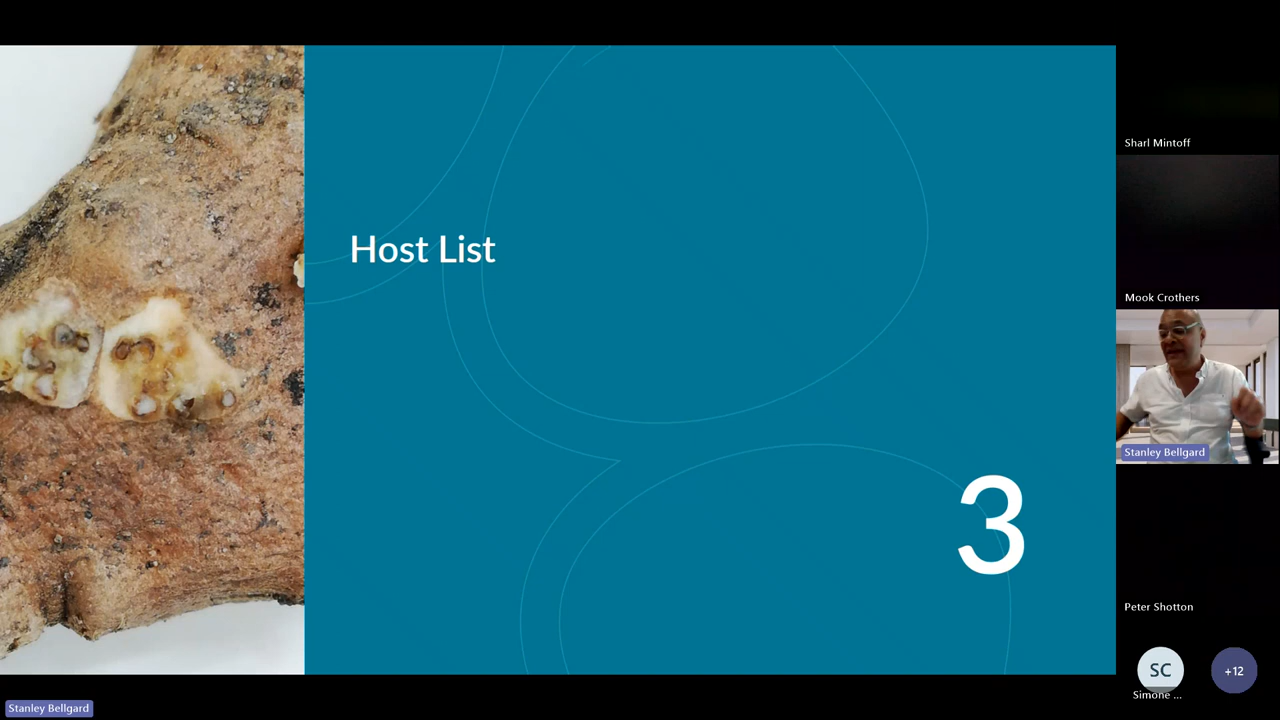 Host List
3
Sharl Mintoff
Mook Crothers
Stanley Bellgard
Peter Shotton
SC
+12
Simone ...
Stanley Bellgard